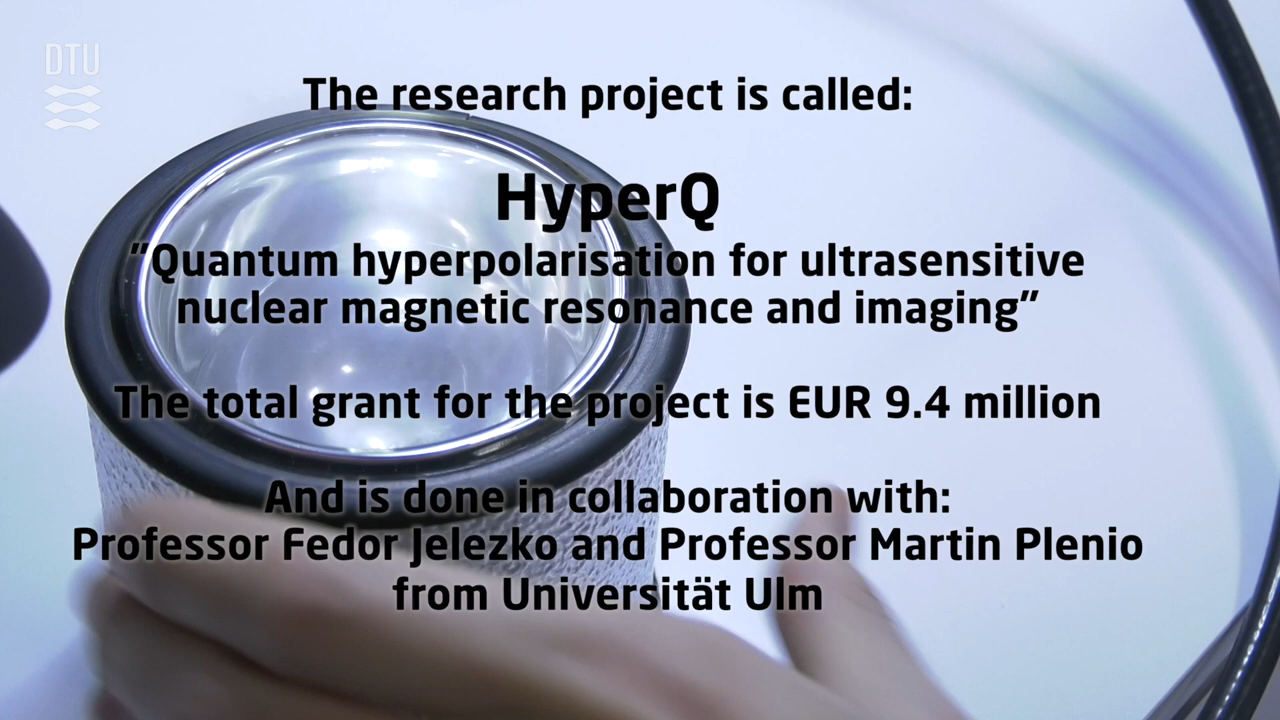 DTU
The research project is called:
HyperQ
”Quantum hyperpolarisation for ultrasensitive
nuclear magnetic resonance and imaging”
The total grant for the project is EUR 9.4 million
And is done in collaboration with:
Professor Fedor Jelezko and Professor Martin Plenio
from Universität Ulm